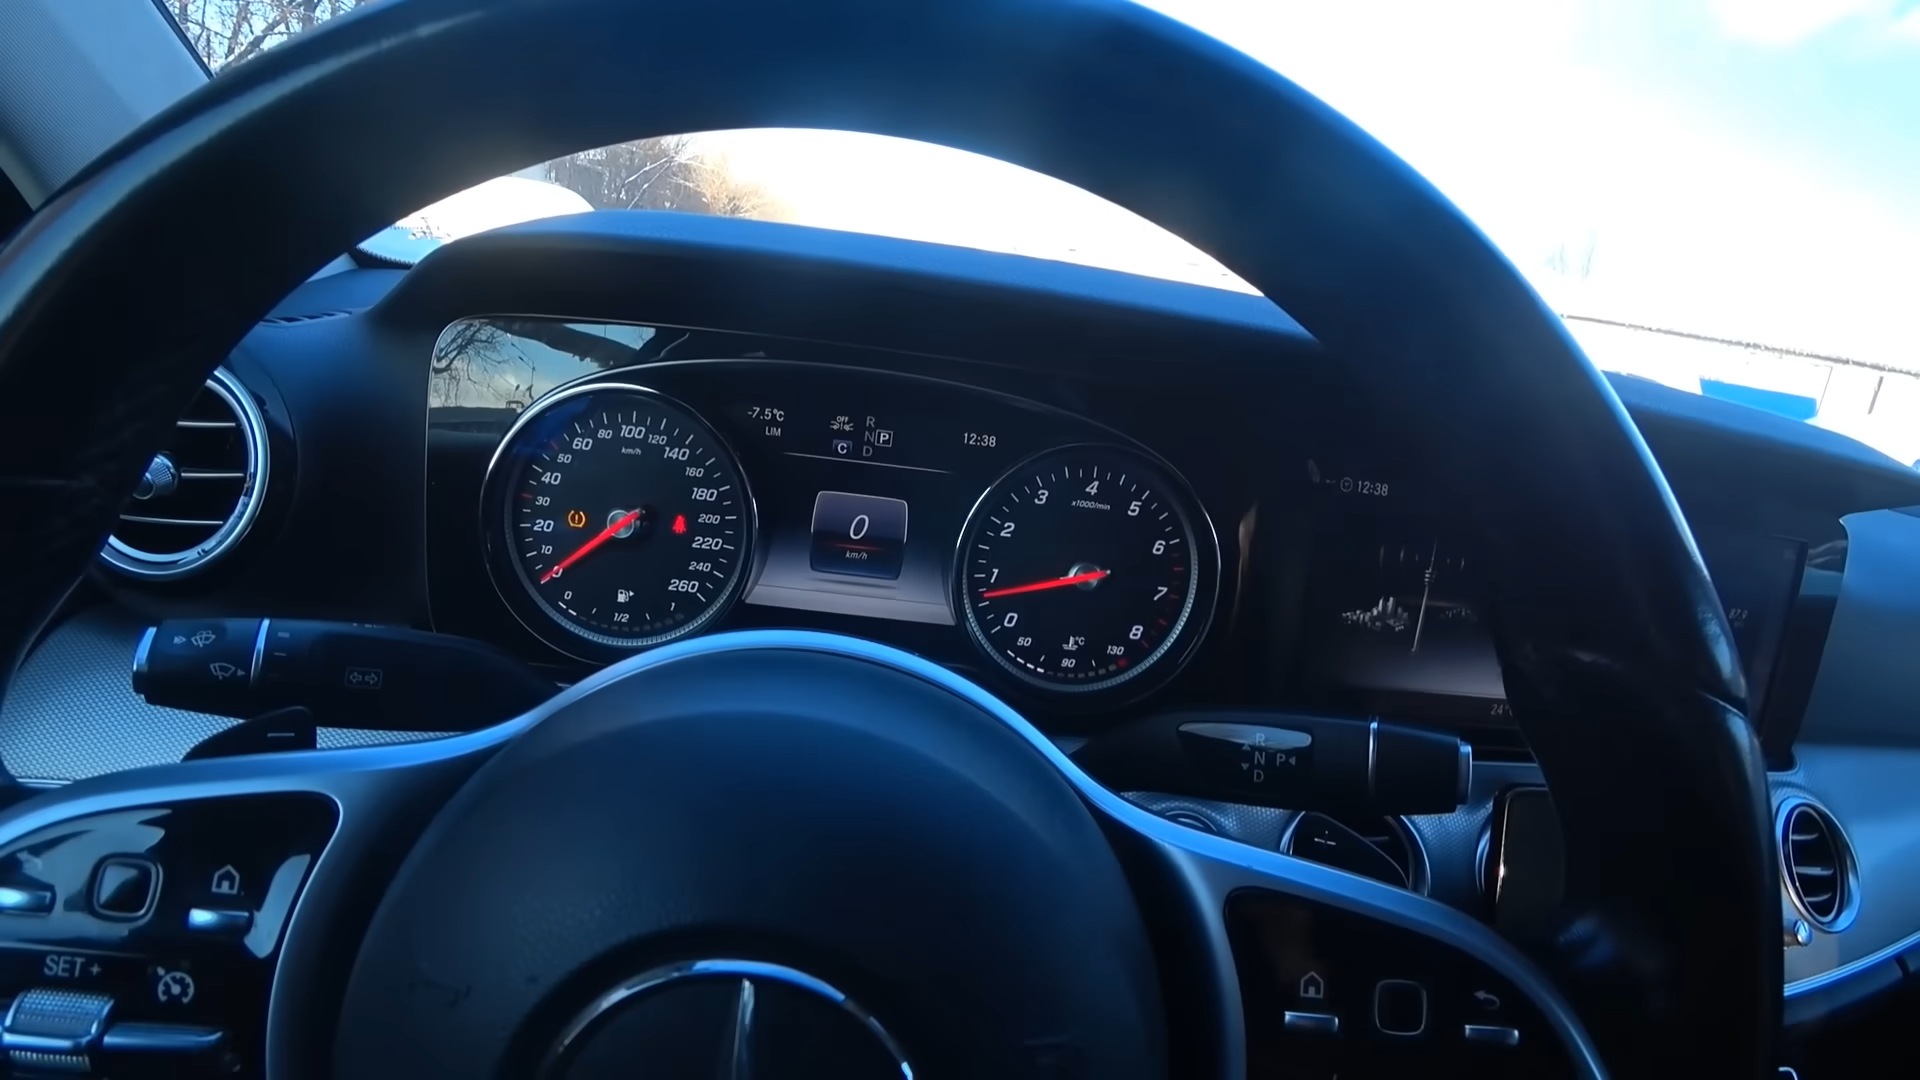 -7.5°C
LIM
OFF
R
N P
C D
12:38
km/h
0 10 20 30 40 50 60 80 100 120 140 160 180 200 220 240 260
0 1/2 1
0
km/h
x1000/min
0 1 2 3 4 5 6 7 8
°C
50 90 130
12:38
24°
R
N P
D
SET +